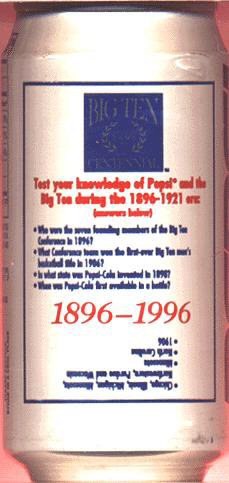 BIG TEN
CENTENNIAL
Test your knowledge of Pepsi® and the
Big Ten during the 1896-1921 era:
(answers below)
• Who were the seven founding members of the Big Ten
Conference in 1896?
• What Conference team won the first-ever Big Ten men's
basketball title in 1906?
• In what state was Pepsi-Cola invented in 1898?
• When was Pepsi-Cola first available in a bottle?
1896–1996
• Chicago, Illinois, Michigan, Minnesota,
Northwestern, Purdue and Wisconsin
• Minnesota
• North Carolina
• 1906